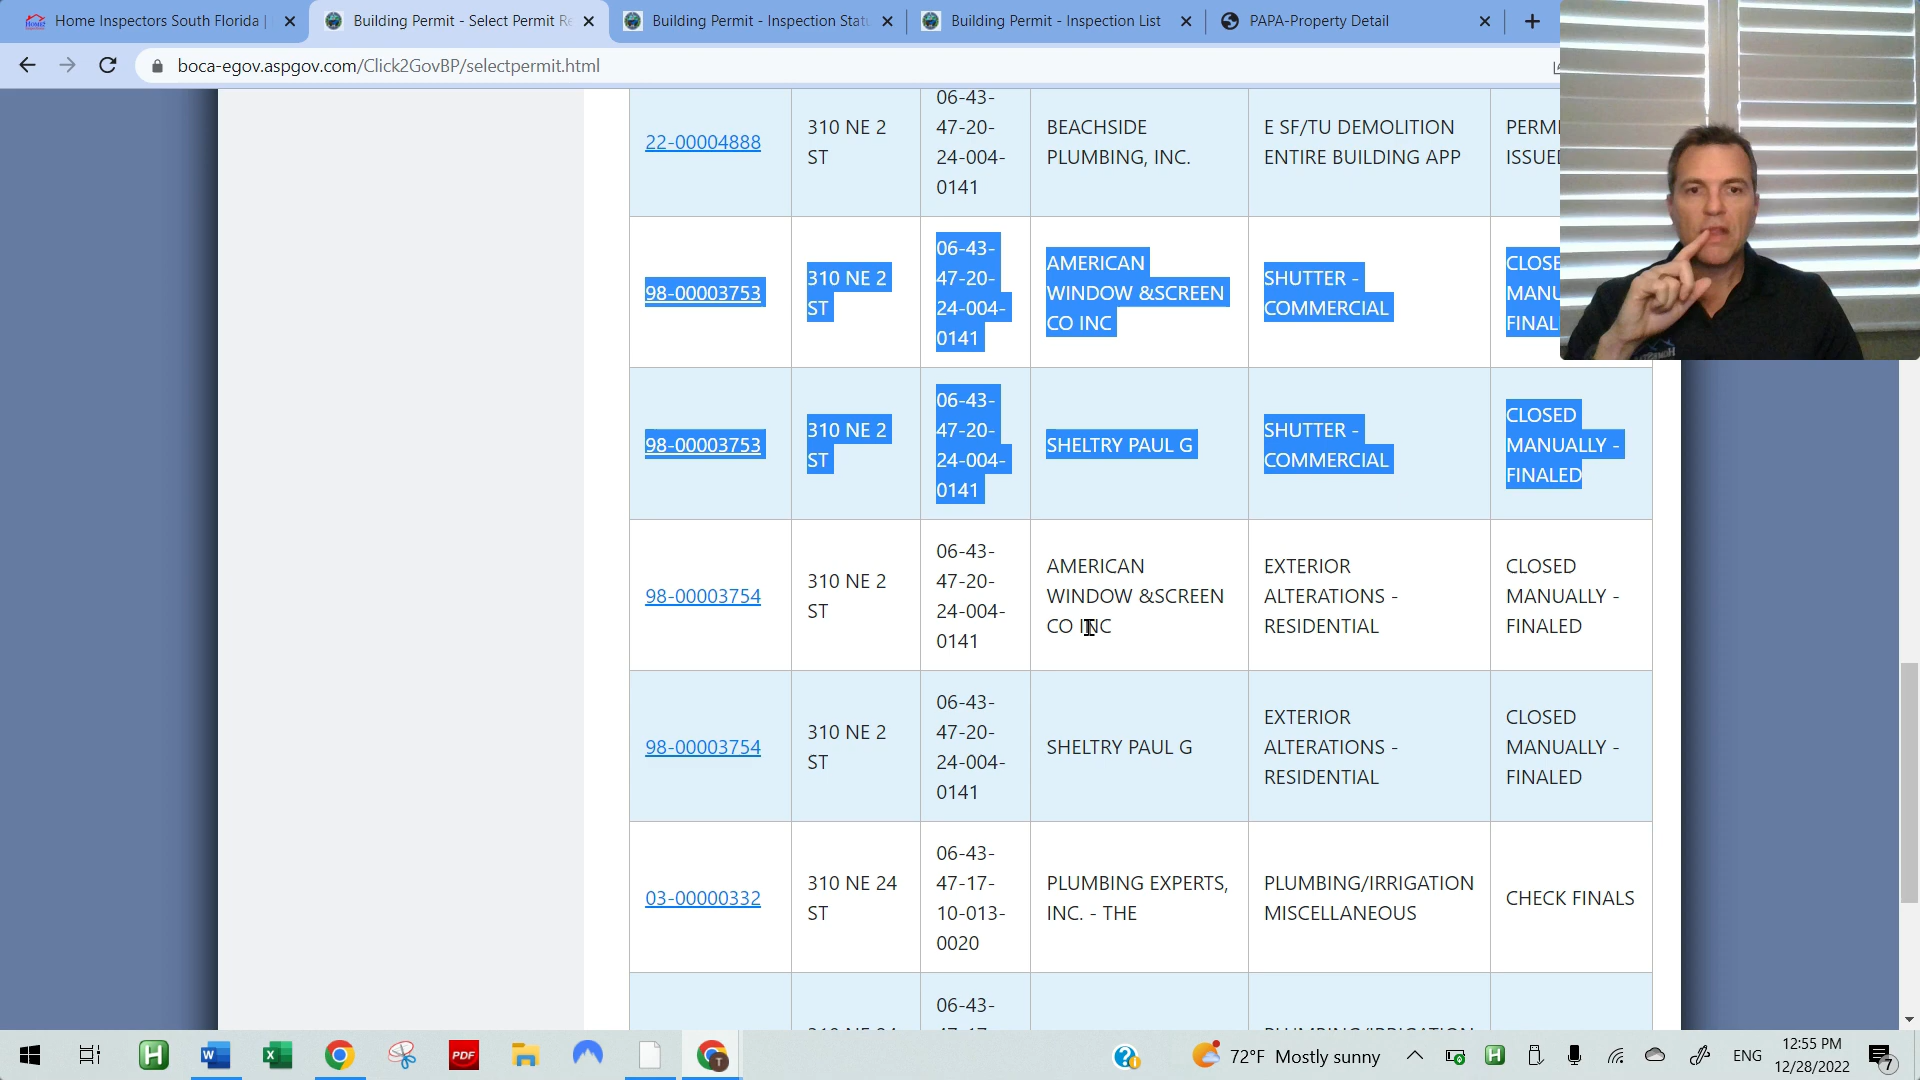 Home Inspectors South Florida |
Building Permit - Select Permit Re
Building Permit - Inspection Statu
Building Permit - Inspection List
PAPA-Property Detail
boca-egov.aspgov.com/Click2GovBP/selectpermit.html
22-00004888
310 NE 2
ST
06-43-
47-20-
24-004-
0141
BEACHSIDE
PLUMBING, INC.
E SF/TU DEMOLITION
ENTIRE BUILDING APP
PERMI
ISSUED
98-00003753
310 NE 2
ST
06-43-
47-20-
24-004-
0141
AMERICAN
WINDOW &SCREEN
CO INC
SHUTTER -
COMMERCIAL
CLOSE
MANU
FINAL
98-00003753
310 NE 2
ST
06-43-
47-20-
24-004-
0141
SHELTRY PAUL G
SHUTTER -
COMMERCIAL
CLOSED
MANUALLY -
FINALED
98-00003754
310 NE 2
ST
06-43-
47-20-
24-004-
0141
AMERICAN
WINDOW &SCREEN
CO INC
EXTERIOR
ALTERATIONS -
RESIDENTIAL
CLOSED
MANUALLY -
FINALED
98-00003754
310 NE 2
ST
06-43-
47-20-
24-004-
0141
SHELTRY PAUL G
EXTERIOR
ALTERATIONS -
RESIDENTIAL
CLOSED
MANUALLY -
FINALED
03-00000332
310 NE 24
ST
06-43-
47-17-
10-013-
0020
PLUMBING EXPERTS,
INC. - THE
PLUMBING/IRRIGATION
MISCELLANEOUS
CHECK FINALS
06-43-
PDF
72°F Mostly sunny
ENG
12:55 PM
12/28/2022
7